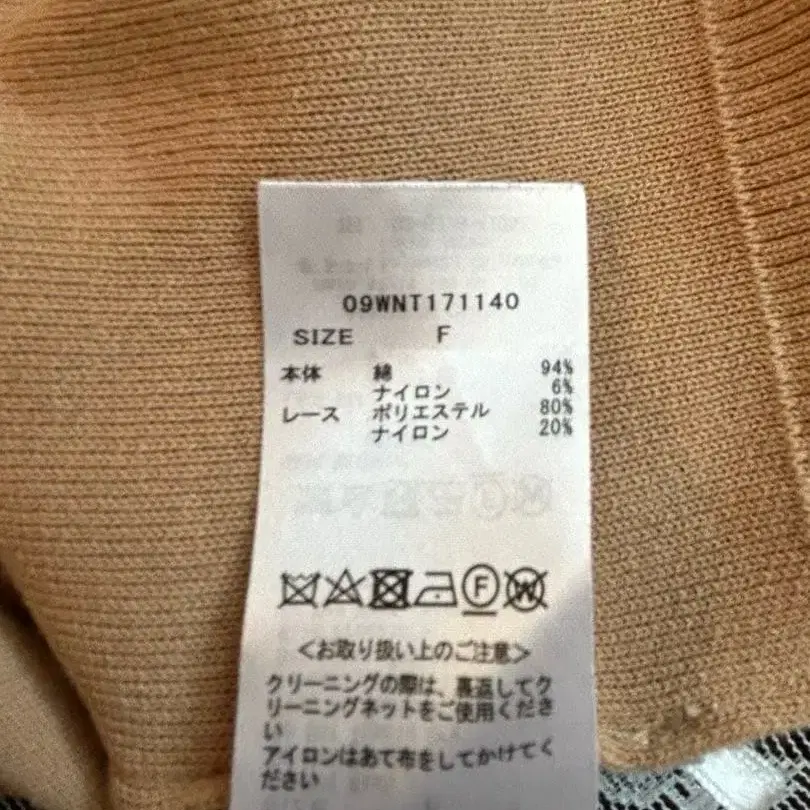 09WNT171140
SIZE F
本体 綿 94%
ナイロン 6%
レース ポリエステル 80%
ナイロン 20%
F W
<お取り扱い上のご注意>
クリーニングの際は、裏返してク
リーニングネットをご使用くださ
い
アイロンはあて布をしてかけてく
ださい